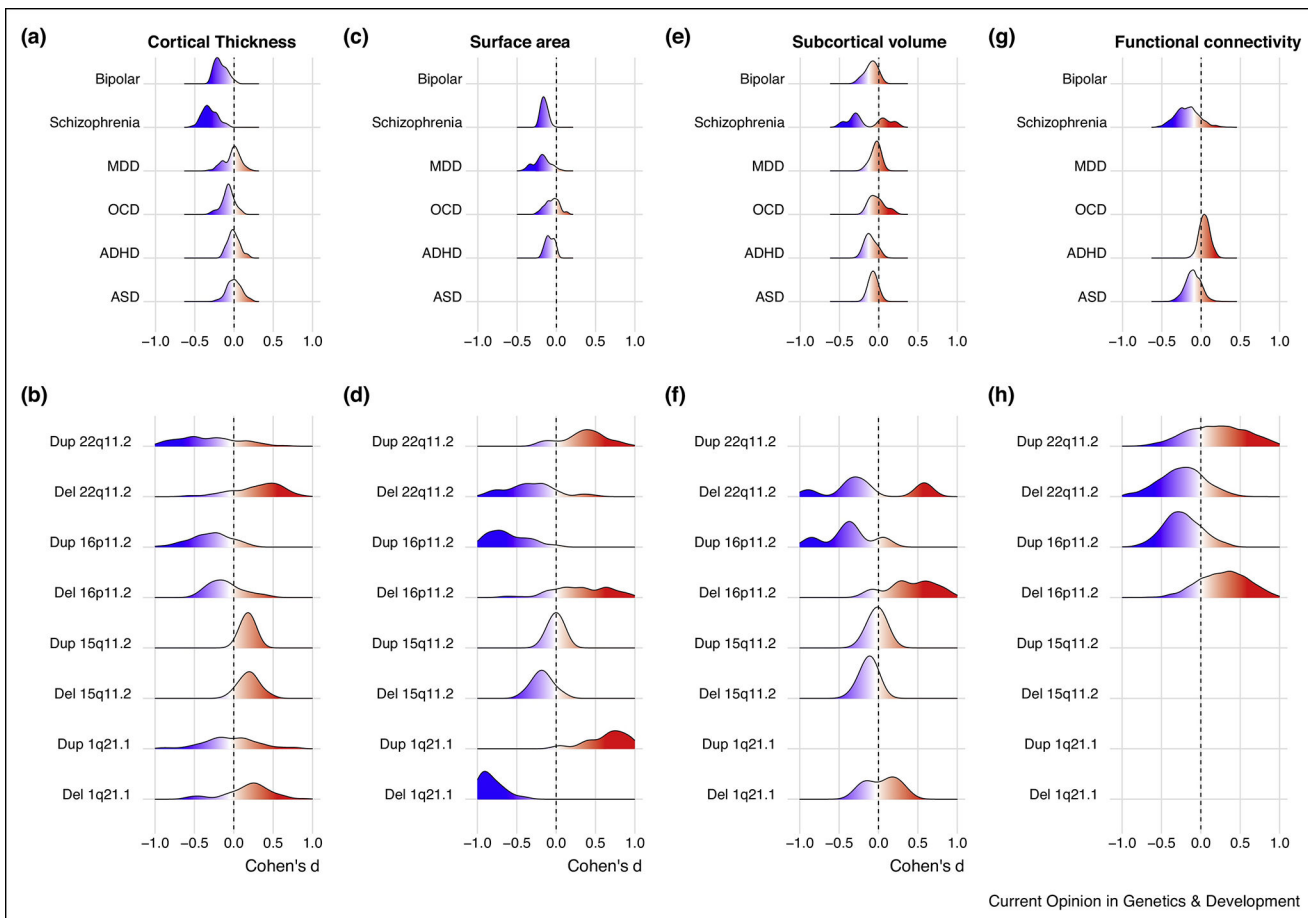 (a)
Cortical Thickness
Bipolar
Schizophrenia
MDD
OCD
ADHD
ASD
−1.0 −0.5 0.0 0.5 1.0
(c)
Surface area
Bipolar
Schizophrenia
MDD
OCD
ADHD
ASD
−1.0 −0.5 0.0 0.5 1.0
(e)
Subcortical volume
Bipolar
Schizophrenia
MDD
OCD
ADHD
ASD
−1.0 −0.5 0.0 0.5 1.0
(g)
Functional connectivity
Bipolar
Schizophrenia
MDD
OCD
ADHD
ASD
−1.0 −0.5 0.0 0.5 1.0
(b)
Dup 22q11.2
Del 22q11.2
Dup 16p11.2
Del 16p11.2
Dup 15q11.2
Del 15q11.2
Dup 1q21.1
Del 1q21.1
−1.0 −0.5 0.0 0.5 1.0
Cohen's d
(d)
Dup 22q11.2
Del 22q11.2
Dup 16p11.2
Del 16p11.2
Dup 15q11.2
Del 15q11.2
Dup 1q21.1
Del 1q21.1
−1.0 −0.5 0.0 0.5 1.0
Cohen's d
(f)
Dup 22q11.2
Del 22q11.2
Dup 16p11.2
Del 16p11.2
Dup 15q11.2
Del 15q11.2
Dup 1q21.1
Del 1q21.1
−1.0 −0.5 0.0 0.5 1.0
Cohen's d
(h)
Dup 22q11.2
Del 22q11.2
Dup 16p11.2
Del 16p11.2
Dup 15q11.2
Del 15q11.2
Dup 1q21.1
Del 1q21.1
−1.0 −0.5 0.0 0.5 1.0
Cohen's d
Current Opinion in Genetics & Development